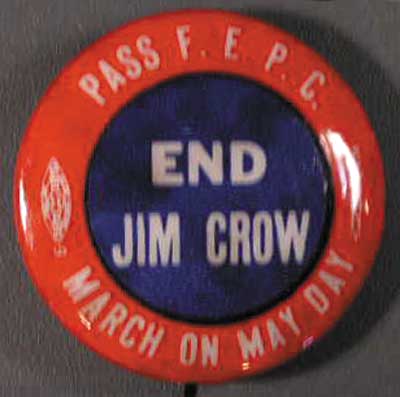 PASS F. E. P. C.
END
JIM CROW
MARCH ON MAY DAY